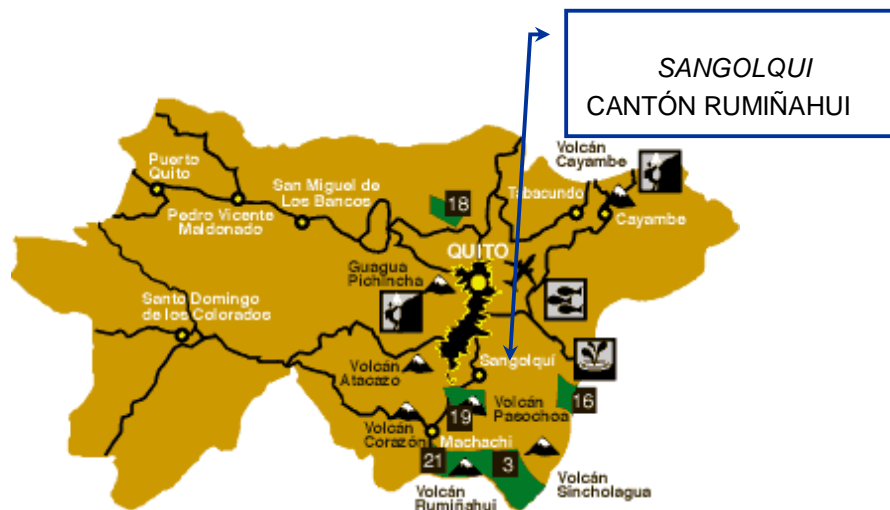 SANGOLQUI
CANTÓN RUMIÑAHUI
Volcán
Cayambe
Puerto
Quito
San Miguel de
Los Bancos
18
Tabacundo
Cayambe
Pedro Vicente
Maldonado
QUITO
Guagua
Pichincha
Santo Domingo
de los Colorados
Volcán
Atacazo
Sangolquí
16
19
Volcán
Pasochoa
Volcán
Corazón
Machachi
21
3
Volcán
Rumiñahui
Volcán
Sincholagua